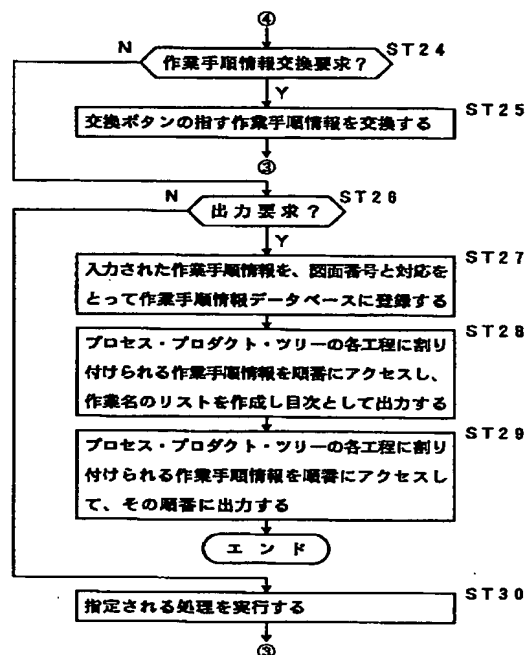 ④
N
作業手順情報交換要求？
ST24
Y
交換ボタンの指す作業手順情報を交換する
ST25
③
N
出力要求？
ST26
Y
入力された作業手順情報を、図面番号と対応を
とって作業手順情報データベースに登録する
ST27
プロセス・プロダクト・ツリーの各工程に割り
付けられる作業手順情報を順番にアクセスし、
作業名のリストを作成し目次として出力する
ST28
プロセス・プロダクト・ツリーの各工程に割り
付けられる作業手順情報を順番にアクセスし
て、その順番に出力する
ST29
エンド
指定される処理を実行する
ST30
③